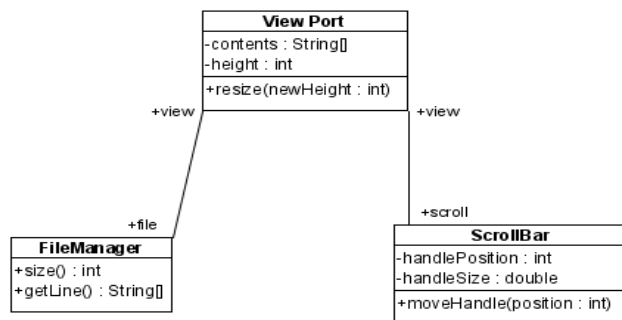 View Port
-contents : String[]
-height : int
+resize(newHeight : int)
+view
+view
+file
+scroll
FileManager
+size() : int
+getLine() : String[]
ScrollBar
-handlePosition : int
-handleSize : double
+moveHandle(position : int)